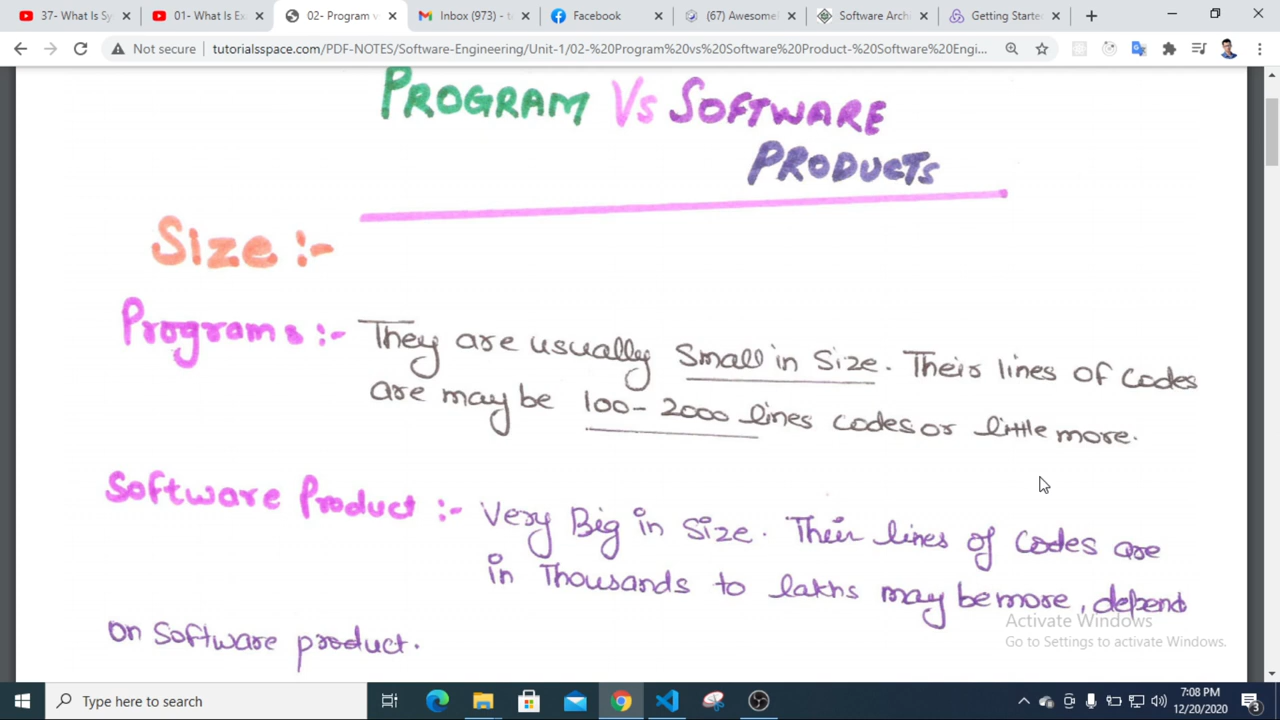 37- What Is Sy
01- What Is Ex
02- Program v
Inbox (973) - t
Facebook
(67) Awesome
Software Arch
Getting Starte
Not secure
tutorialsspace.com/PDF-NOTES/Software-Engineering/Unit-1/02-%20Program%20vs%20Software%20Product-%20Software%20Engi...
PROGRAM Vs SOFTWARE
PRODUCTS
Size :-
Programs :- They are usually Small in Size. Their lines of codes
are may be 100- 2000 lines codes or little more.
Software Product :- Very Big in Size. Their lines of Codes are
in Thousands to lakhs may be more, depend
on Software product.
Activate Windows
Go to Settings to activate Windows.
Type here to search
7:08 PM
12/20/2020
3